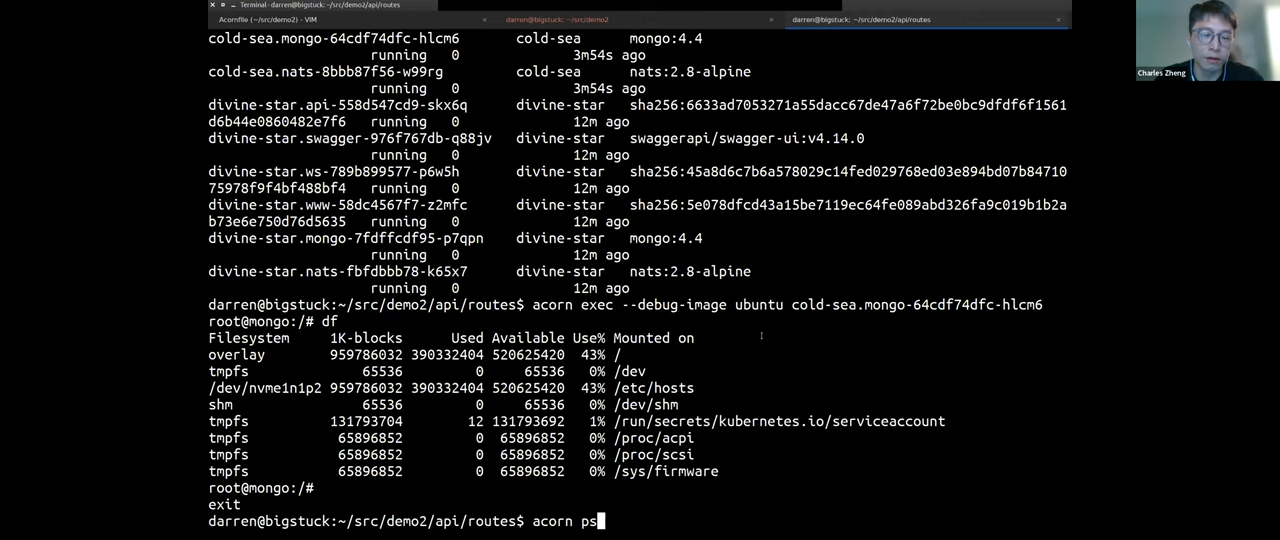 Terminal - darren@bigstuck: ~/src/demo2/api/routes
Acornfile (~/src/demo2) - VIM
darren@bigstuck: ~/src/demo2
darren@bigstuck: ~/src/demo2/api/routes
cold-sea.mongo-64cdf74dfc-hlcm6 cold-sea mongo:4.4
running 0 3m54s ago
cold-sea.nats-8bbb87f56-w99rg cold-sea nats:2.8-alpine
running 0 3m54s ago
divine-star.api-558d547cd9-skx6q divine-star sha256:6633ad7053271a55dacc67de47a6f72be0bc9dfdf6f1561
d6b44e0860482e7f6 running 0 12m ago
divine-star.swagger-976f767db-q88jv divine-star swaggerapi/swagger-ui:v4.14.0
running 0 12m ago
divine-star.ws-789b899577-p6w5h divine-star sha256:45a8d6c7b6a578029c14fed029768ed03e894bd07b84710
75978f9f4bf488bf4 running 0 12m ago
divine-star.www-58dc4567f7-z2mfc divine-star sha256:5e078dfcd43a15be7119ec64fe089abd326fa9c019b1b2a
b73e6e750d76d5635 running 0 12m ago
divine-star.mongo-7fdffcdf95-p7qpn divine-star mongo:4.4
running 0 12m ago
divine-star.nats-fbfdbbb78-k65x7 divine-star nats:2.8-alpine
running 0 12m ago
darren@bigstuck:~/src/demo2/api/routes$ acorn exec --debug-image ubuntu cold-sea.mongo-64cdf74dfc-hlcm6
root@mongo:/# df
Filesystem 1K-blocks Used Available Use% Mounted on
overlay 959786032 390332404 520625420 43% /
tmpfs 65536 0 65536 0% /dev
/dev/nvme1n1p2 959786032 390332404 520625420 43% /etc/hosts
shm 65536 0 65536 0% /dev/shm
tmpfs 131793704 12 131793692 1% /run/secrets/kubernetes.io/serviceaccount
tmpfs 65896852 0 65896852 0% /proc/acpi
tmpfs 65896852 0 65896852 0% /proc/scsi
tmpfs 65896852 0 65896852 0% /sys/firmware
root@mongo:/#
exit
darren@bigstuck:~/src/demo2/api/routes$ acorn ps
Charles Zheng